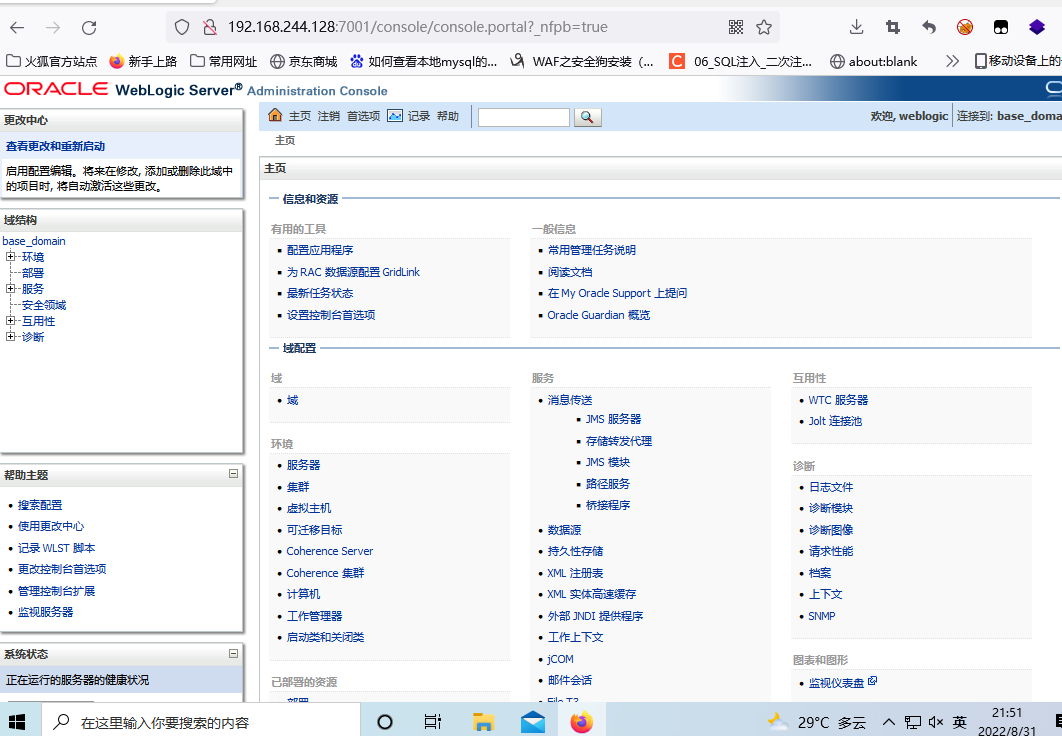 192.168.244.128:7001/console/console.portal?_nfpb=true
火狐官方站点 新手上路 常用网址 京东商城 如何查看本地mysql的... WAF之安全狗安装（... 06_SQL注入_二次注... about:blank 移动设备上的
ORACLE WebLogic Server® Administration Console
更改中心
查看更改和重新启动
启用配置编辑。将来在修改, 添加或删除此域中
的项目时, 将自动激活这些更改。
域结构
base_domain
环境
部署
服务
安全领域
互用性
诊断
帮助主题
搜索配置
使用更改中心
记录 WLST 脚本
更改控制台首选项
管理控制台扩展
监视服务器
系统状态
正在运行的服务器的健康状况
主页 注销 首选项 记录 帮助
欢迎, weblogic 连接到: base_doma
主页
主页
信息和资源
有用的工具
配置应用程序
为 RAC 数据源配置 GridLink
最新任务状态
设置控制台首选项
一般信息
常用管理任务说明
阅读文档
在 My Oracle Support 上提问
Oracle Guardian 概览
域配置
域
域
环境
服务器
集群
虚拟主机
可迁移目标
Coherence Server
Coherence 集群
计算机
工作管理器
启动类和关闭类
已部署的资源
部署
服务
消息传送
JMS 服务器
存储转发代理
JMS 模块
路径服务
桥接程序
数据源
持久性存储
XML 注册表
XML 实体高速缓存
外部 JNDI 提供程序
工作上下文
jCOM
邮件会话
File T3
互用性
WTC 服务器
Jolt 连接池
诊断
日志文件
诊断模块
诊断图像
请求性能
档案
上下文
SNMP
图表和图形
监视仪表盘
在这里输入你要搜索的内容
29°C 多云
英
21:51
2022/8/31